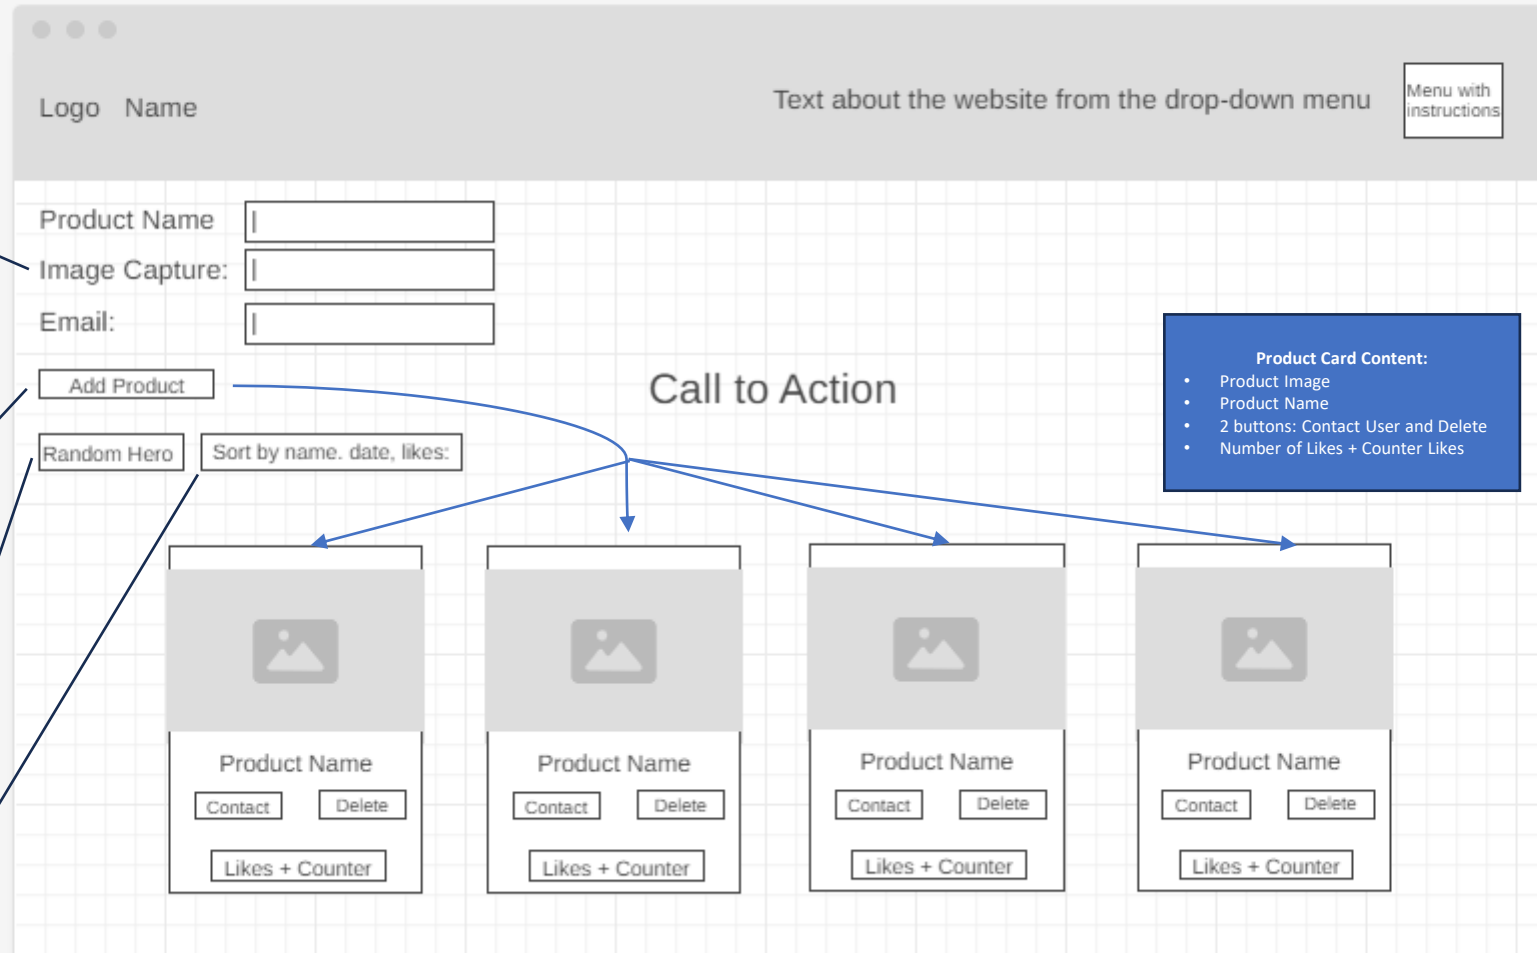 Logo Name
Text about the website from the drop-down menu
Menu with
instructions
Product Name
Image Capture:
Email:
Add Product
Random Hero
Sort by name. date, likes:
Call to Action
Product Card Content:
• Product Image
• Product Name
• 2 buttons: Contact User and Delete
• Number of Likes + Counter Likes
Product Name
Contact Delete
Likes + Counter
Product Name
Contact Delete
Likes + Counter
Product Name
Contact Delete
Likes + Counter
Product Name
Contact Delete
Likes + Counter